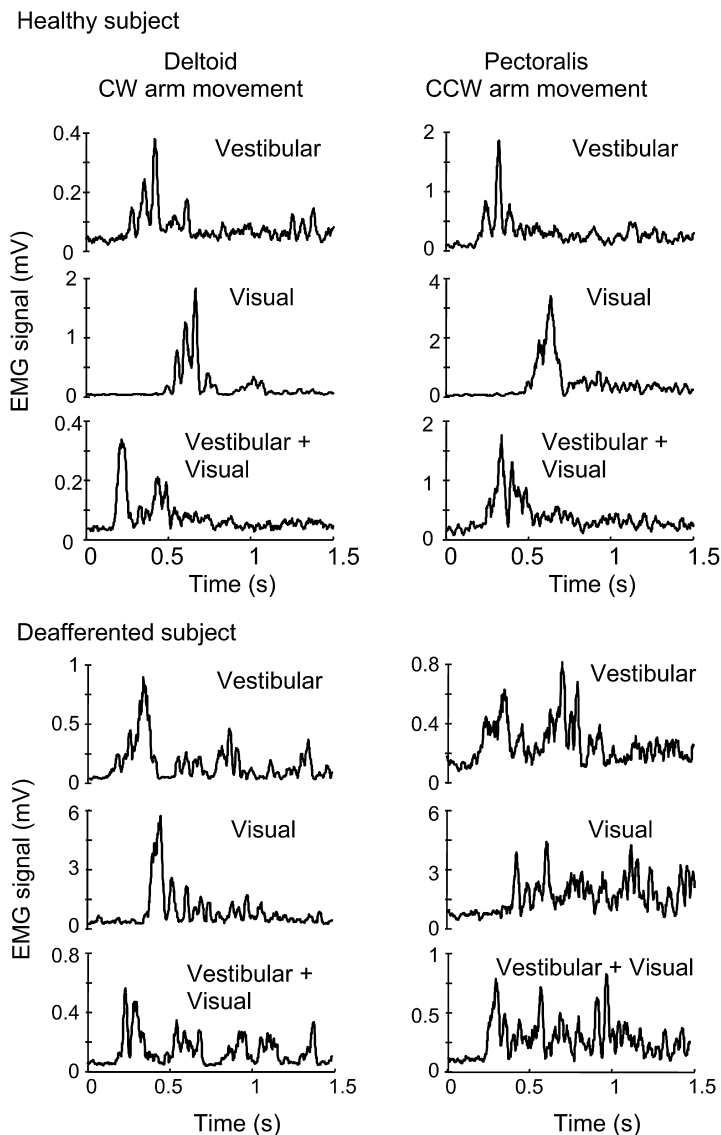 Healthy subject
Deltoid
CW arm movement
Pectoralis
CCW arm movement
EMG signal (mV)
0.4
0.2
0
Vestibular
2
1
0
Vestibular
2
1
0
Visual
4
2
0
Visual
0.4
0.2
0
Vestibular +
Visual
2
1
0
Vestibular +
Visual
0 0.5 1 1.5
Time (s)
0 0.5 1 1.5
Time (s)
Deafferented subject
EMG signal (mV)
1
0.5
0
Vestibular
0.8
0.4
0
Vestibular
6
3
0
Visual
6
3
0
Visual
0.8
0.4
0
Vestibular +
Visual
1
0.5
0
Vestibular + Visual
0 0.5 1 1.5
Time (s)
0 0.5 1 1.5
Time (s)